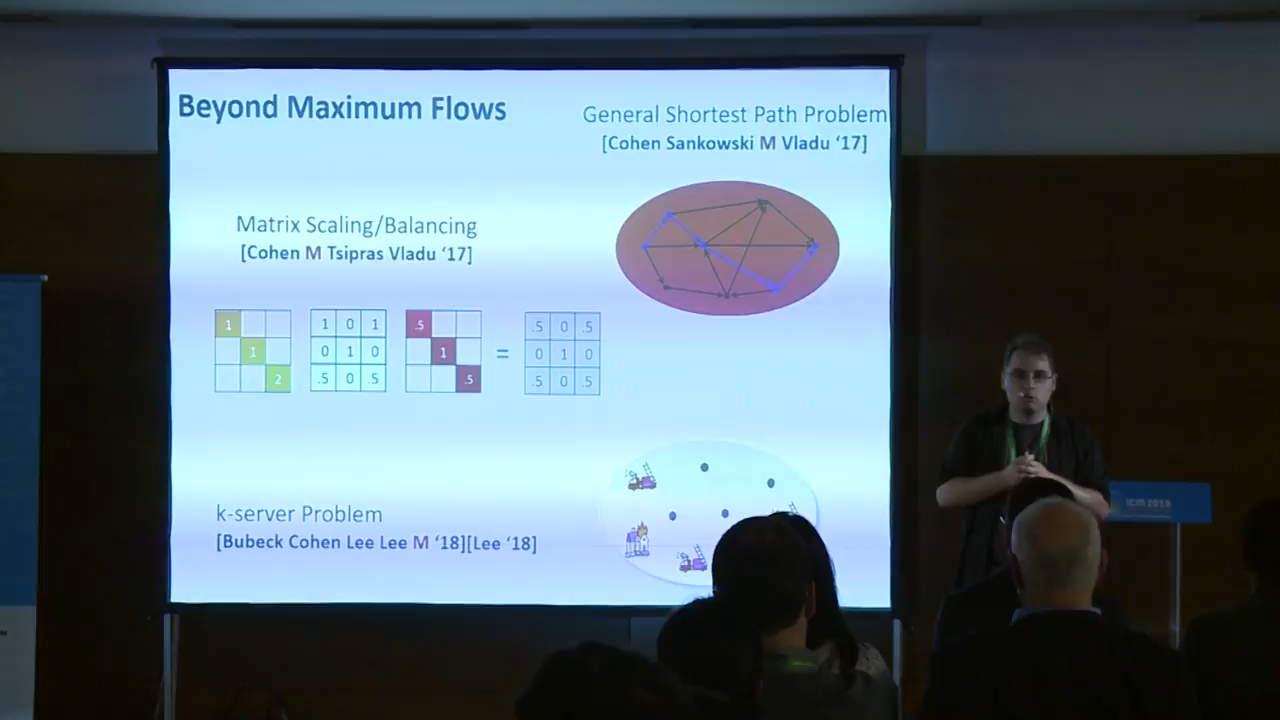 Beyond Maximum Flows
General Shortest Path Problem
[Cohen Sankowski M Vladu ‘17]
Matrix Scaling/Balancing
[Cohen M Tsipras Vladu ‘17]
1
1
2
1 0 1
0 1 0
.5 0 .5
.5
1
.5
=
.5 0 .5
0 1 0
.5 0 .5
k-server Problem
[Bubeck Cohen Lee Lee M ‘18][Lee ‘18]
ICM 2018